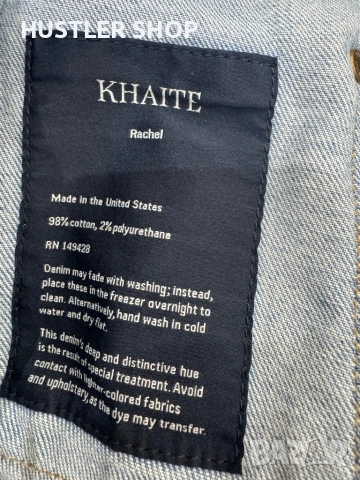 HUSTLER SHOP
KHAITE
Rachel
Made in the United States
98% cotton, 2% polyurethane
RN 149428
Denim may fade with washing; instead,
place these in the freezer overnight to
clean. Alternatively, hand wash in cold
water and dry flat.
This denim's deep and distinctive hue
is the result of special treatment. Avoid
contact with lighter-colored fabrics
and upholstery, as the dye may transfer.
BAZAR